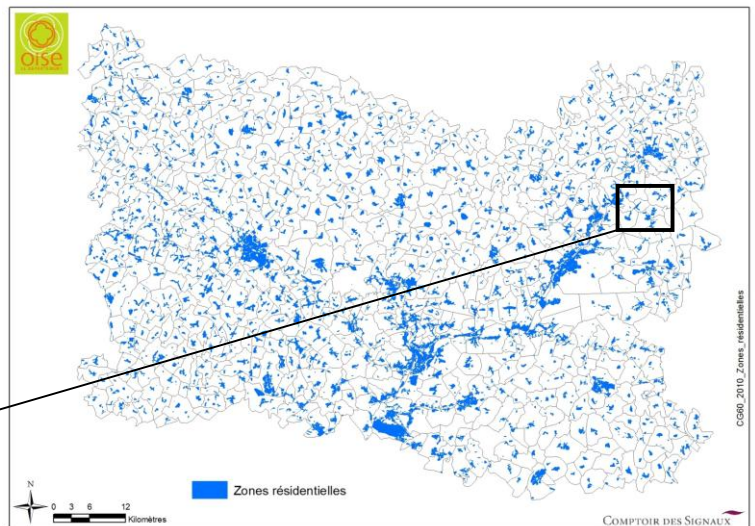 oise
CG60_2010_Zones_résidentielles
Zones résidentielles
N
0 3 6 12
Kilomètres
COMPTOIR DES SIGNAUX